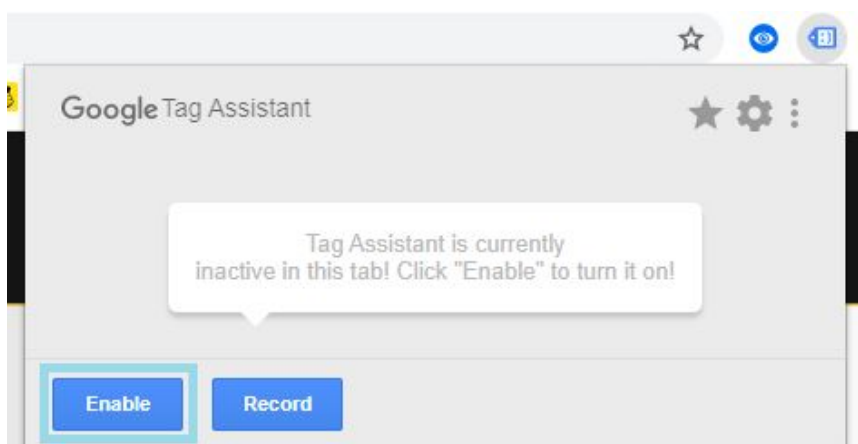 Google Tag Assistant
Tag Assistant is currently
inactive in this tab! Click "Enable" to turn it on!
Enable
Record